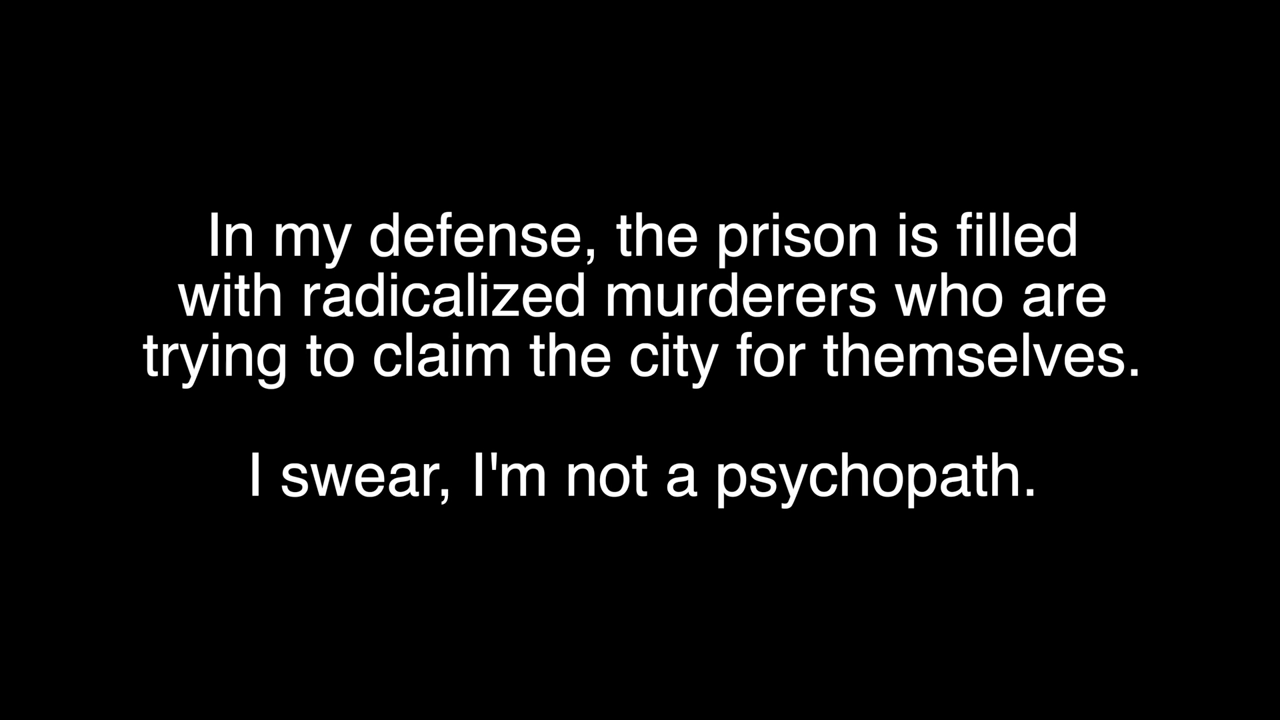 In my defense, the prison is filled
with radicalized murderers who are
trying to claim the city for themselves.
I swear, I'm not a psychopath.